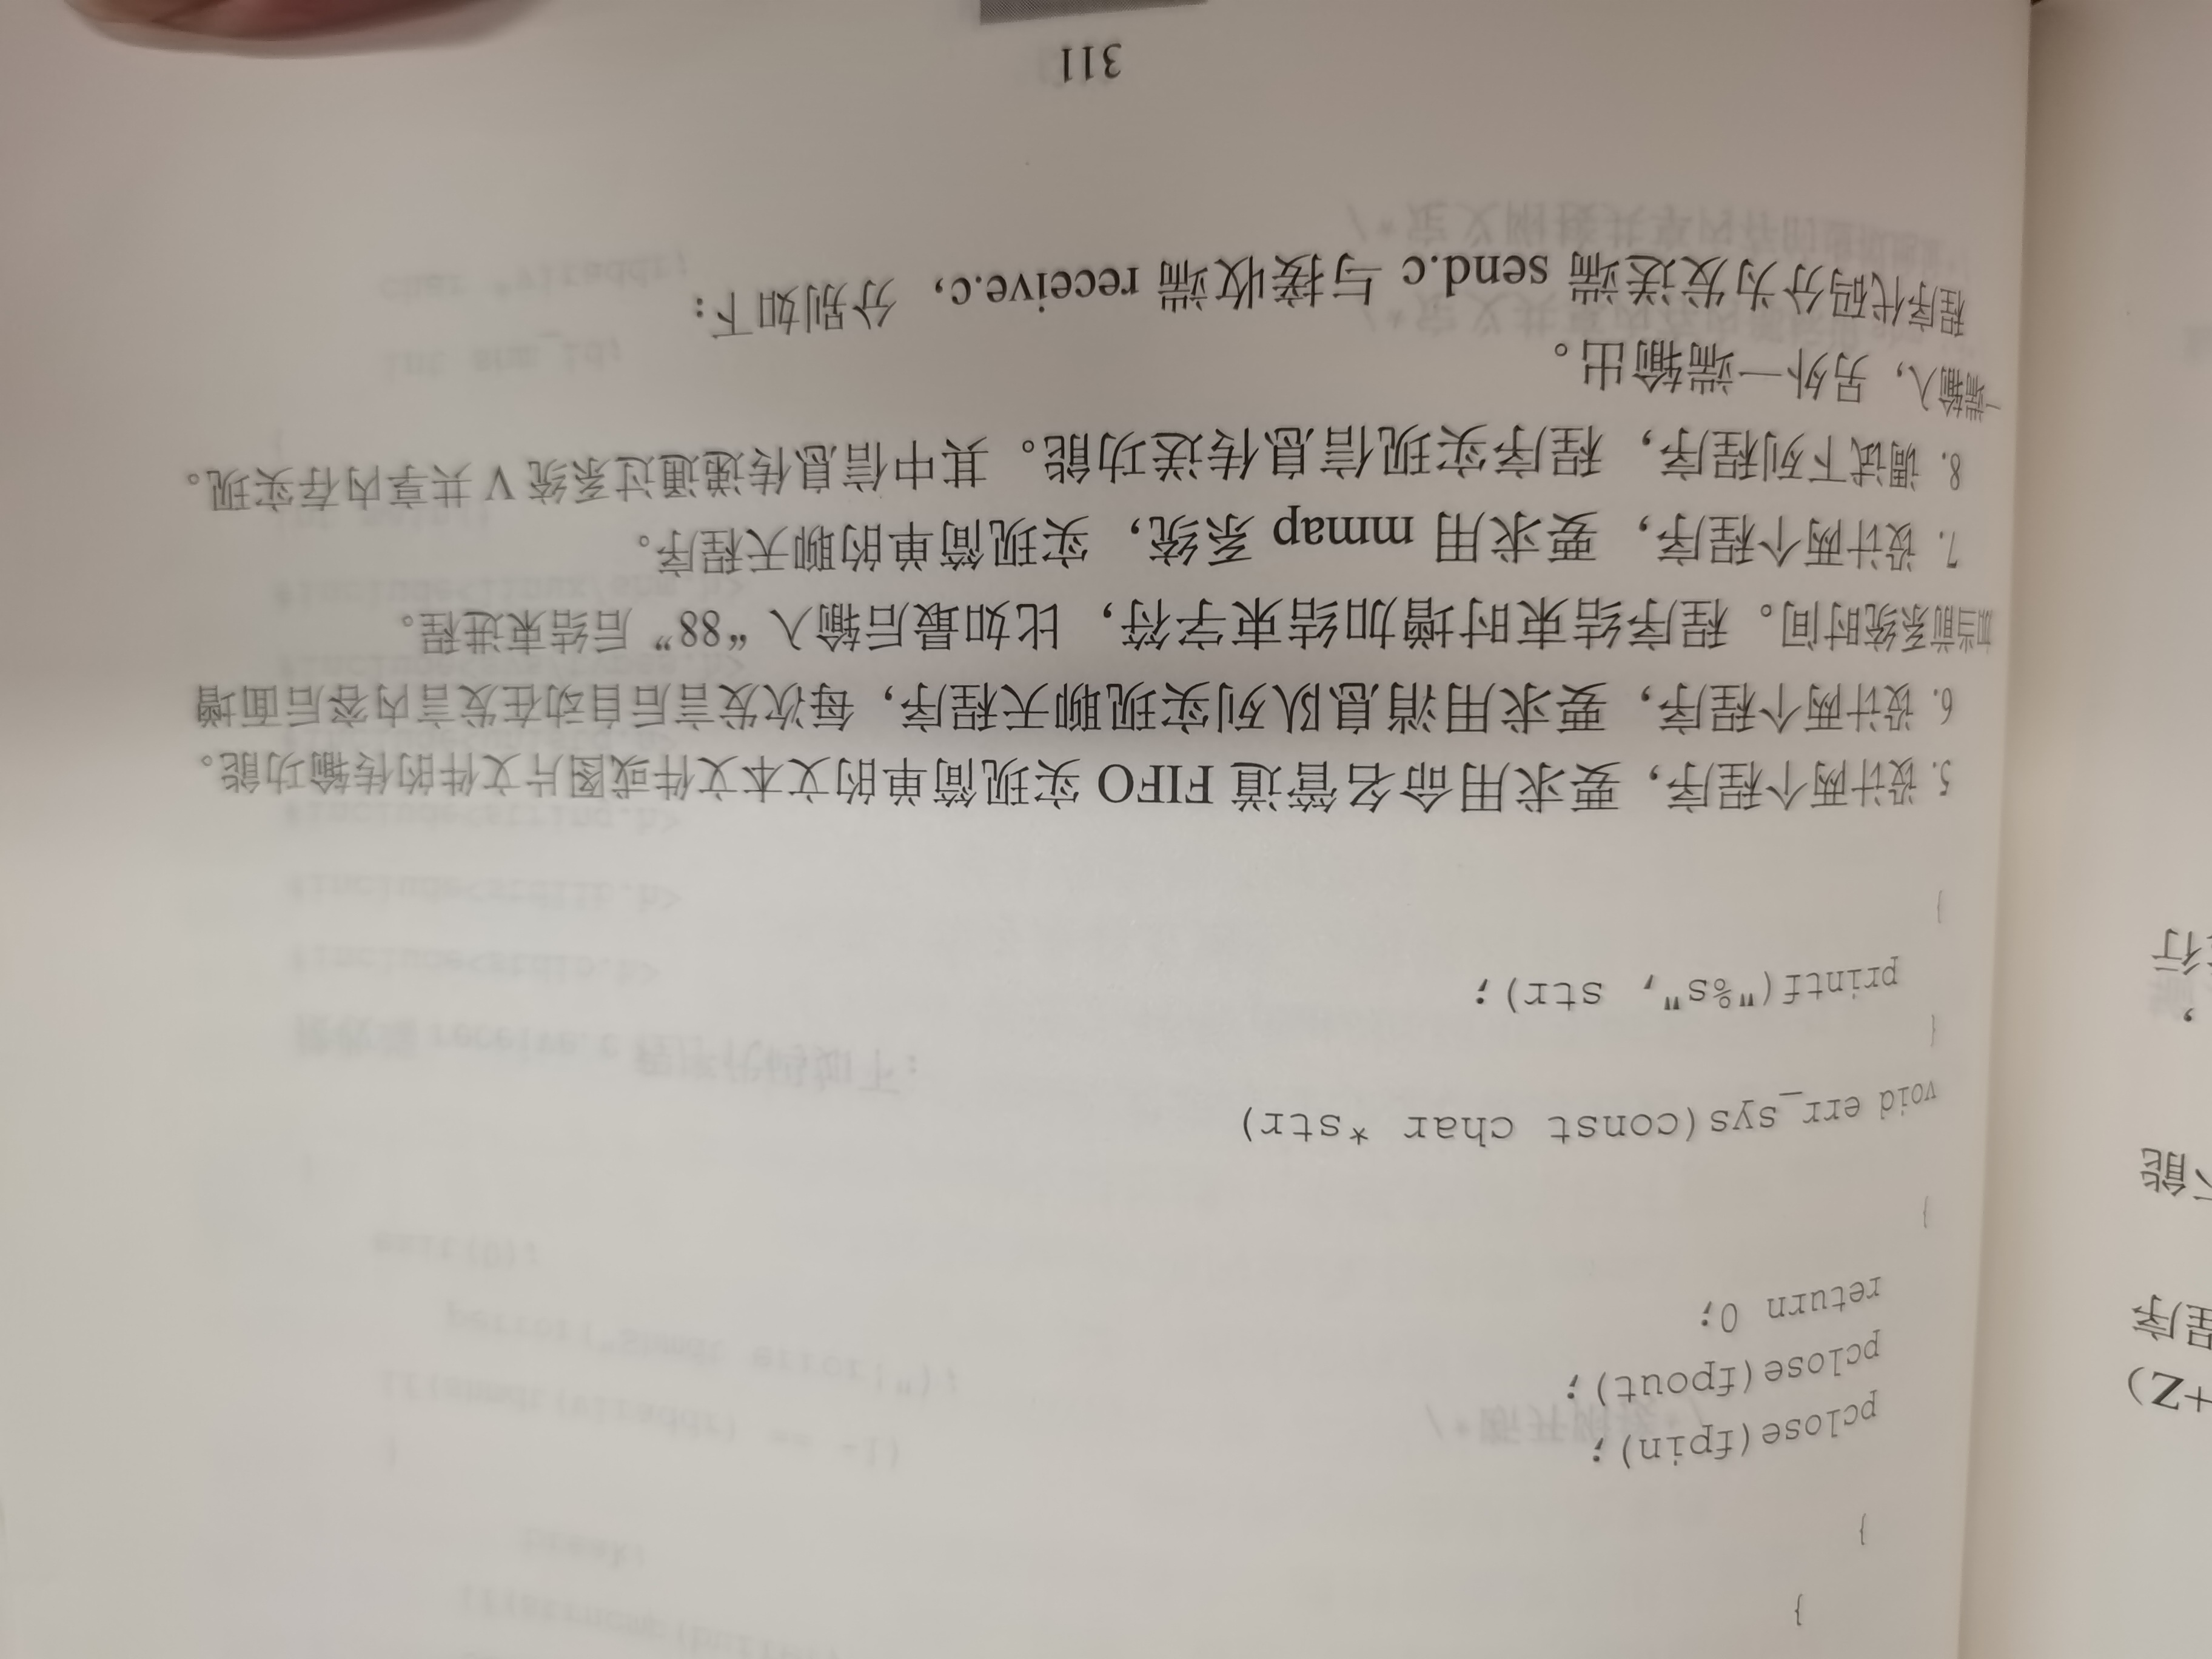 +Z）
程序
不能
，
行
}
}
pclose(fpin);
pclose(fpout);
return 0;
}
void err_sys(const char *str)
{
printf("%s", str);
}
5. 设计两个程序，要求用命名管道 FIFO 实现简单的文本文件或图片文件的传输功能。
6. 设计两个程序，要求用消息队列实现聊天程序，每次发言后自动在发言内容后面增
加当前系统时间。程序结束时增加结束字符，比如最后输入“88”后结束进程。
7. 设计两个程序，要求用 mmap 系统，实现简单的聊天程序。
8. 调试下列程序，程序实现信息传送功能。其中信息传递通过系统 V 共享内存实现。
一端输入，另外一端输出。
程序代码分为发送端 send.c 与接收端 receive.c，分别如下：
311